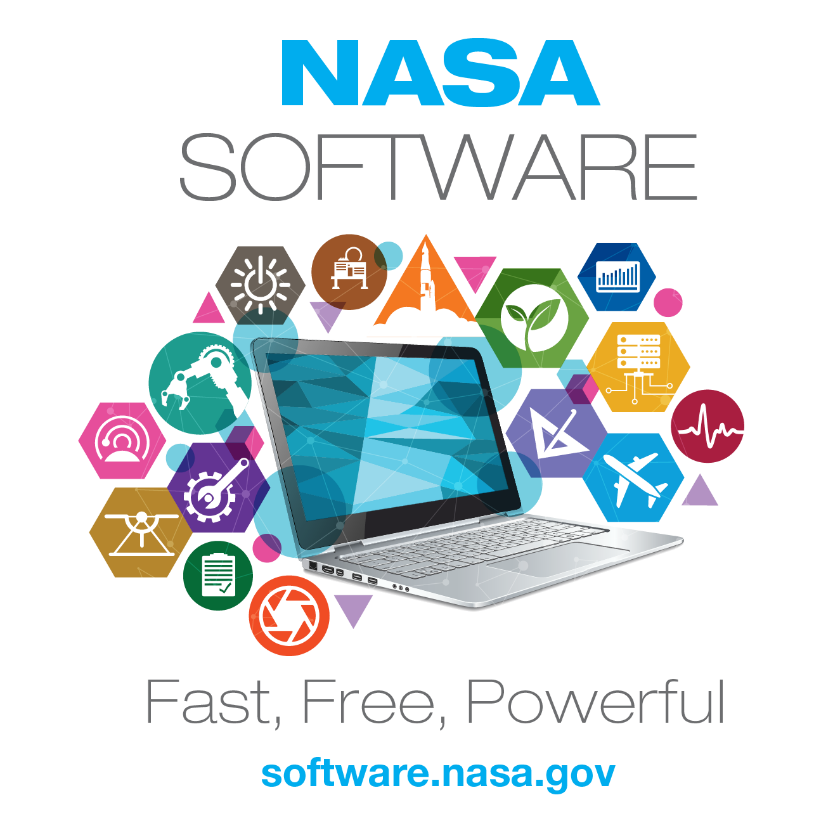 NASA
SOFTWARE
Fast, Free, Powerful
software.nasa.gov